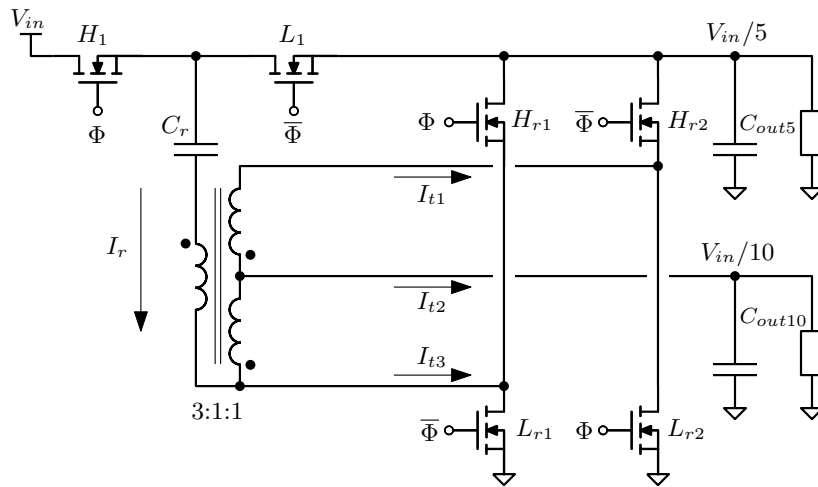 V_in H_1 L_1 V_in/5
Φ C_r Φ̅ Φ H_r1 Φ̅ H_r2 C_out5
I_t1
I_r V_in/10
I_t2 C_out10
I_t3
3:1:1 Φ̅ L_r1 Φ L_r2